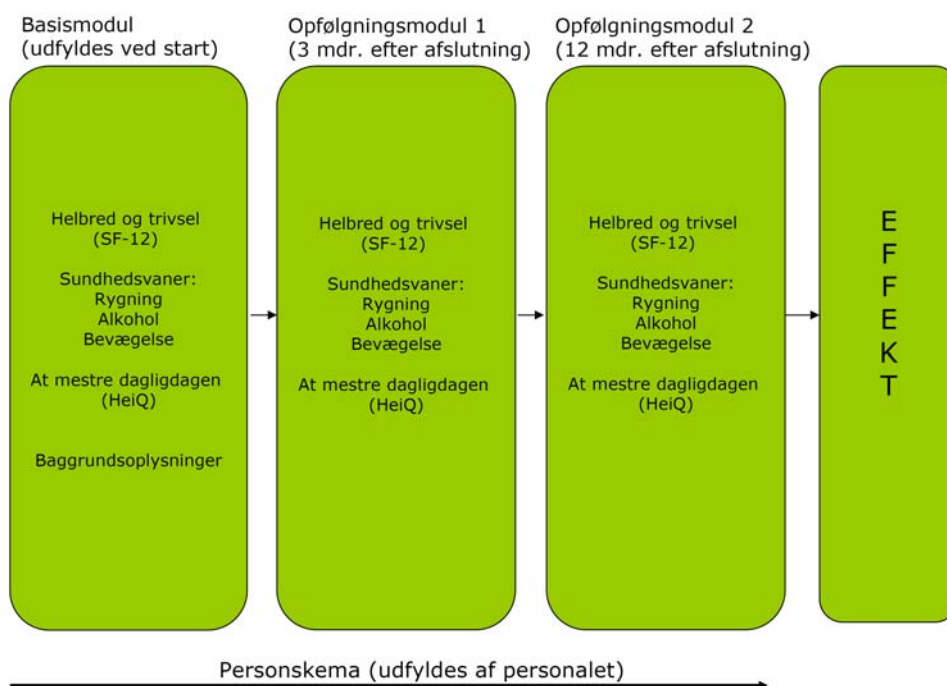 Basismodul
(udfyldes ved start)
Opfølgningsmodul 1
(3 mdr. efter afslutning)
Opfølgningsmodul 2
(12 mdr. efter afslutning)
Helbred og trivsel
(SF-12)
Sundhedsvaner:
Rygning
Alkohol
Bevægelse
At mestre dagligdagen
(HeiQ)
Baggrundsoplysninger
Helbred og trivsel
(SF-12)
Sundhedsvaner:
Rygning
Alkohol
Bevægelse
At mestre dagligdagen
(HeiQ)
Helbred og trivsel
(SF-12)
Sundhedsvaner:
Rygning
Alkohol
Bevægelse
At mestre dagligdagen
(HeiQ)
E
F
F
E
K
T
Personskema (udfyldes af personalet)